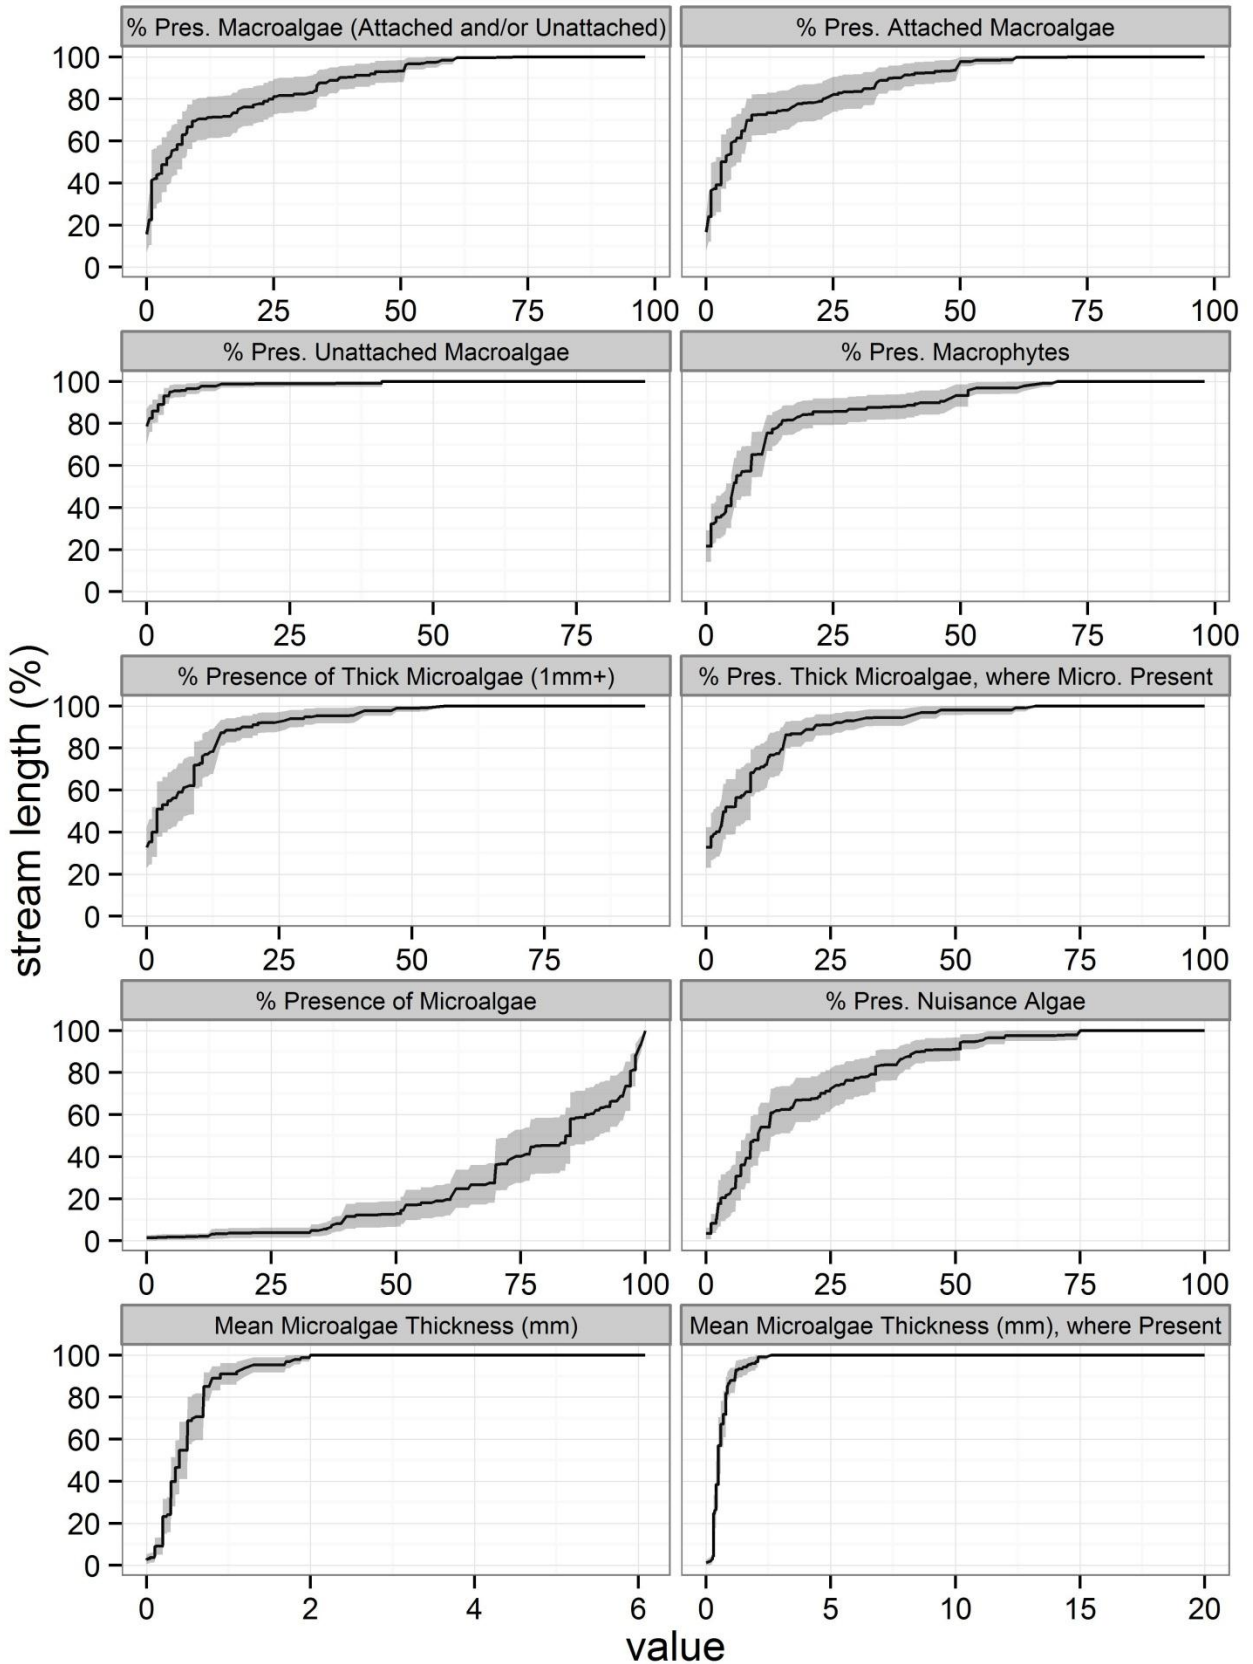 % Pres. Macroalgae (Attached and/or Unattached)
% Pres. Attached Macroalgae
100
80
60
40
20
0
0 25 50 75 100
0 25 50 75 100
% Pres. Unattached Macroalgae
% Pres. Macrophytes
100
80
60
40
20
0
0 25 50 75
0 25 50 75 100
stream length (%)
% Presence of Thick Microalgae (1mm+)
% Pres. Thick Microalgae, where Micro. Present
100
80
60
40
20
0
0 25 50 75
0 25 50 75 100
% Presence of Microalgae
% Pres. Nuisance Algae
100
80
60
40
20
0
0 25 50 75 100
0 25 50 75 100
Mean Microalgae Thickness (mm)
Mean Microalgae Thickness (mm), where Present
100
80
60
40
20
0
0 2 4 6
0 5 10 15 20
value